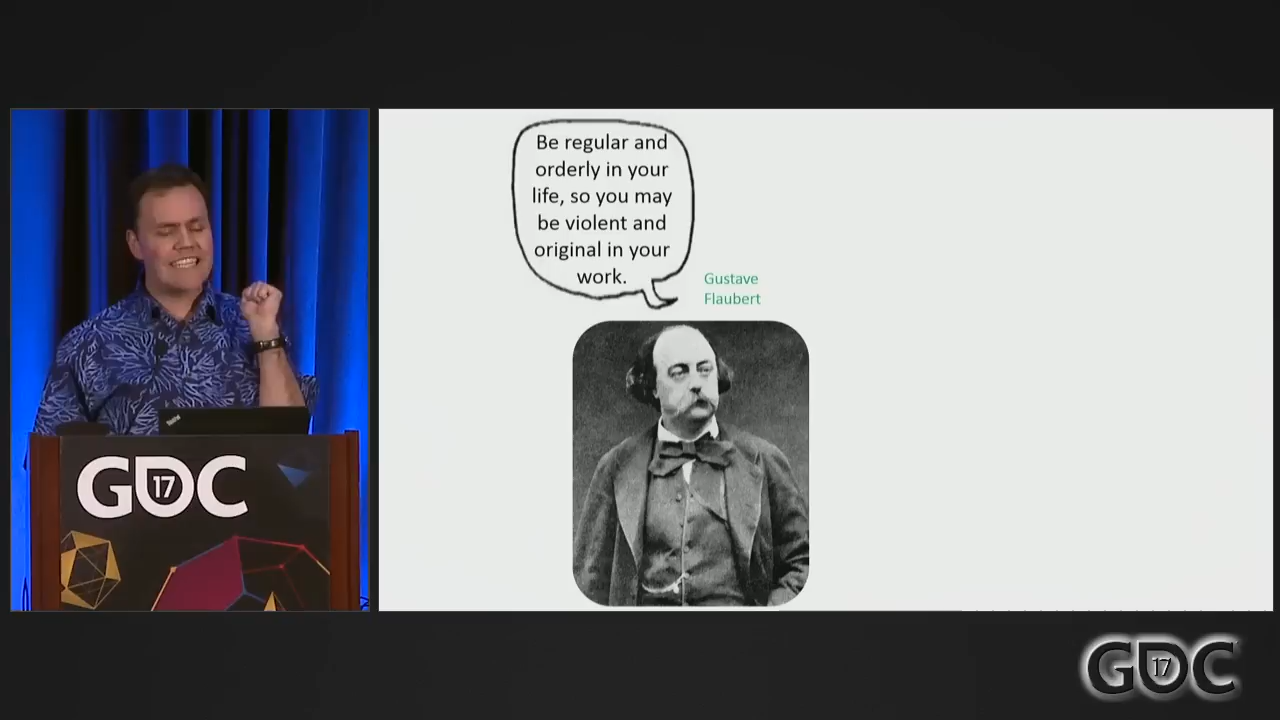 Be regular and
orderly in your
life, so you may
be violent and
original in your
work.
Gustave
Flaubert
ThinkPad
GDC
17
GDC
17